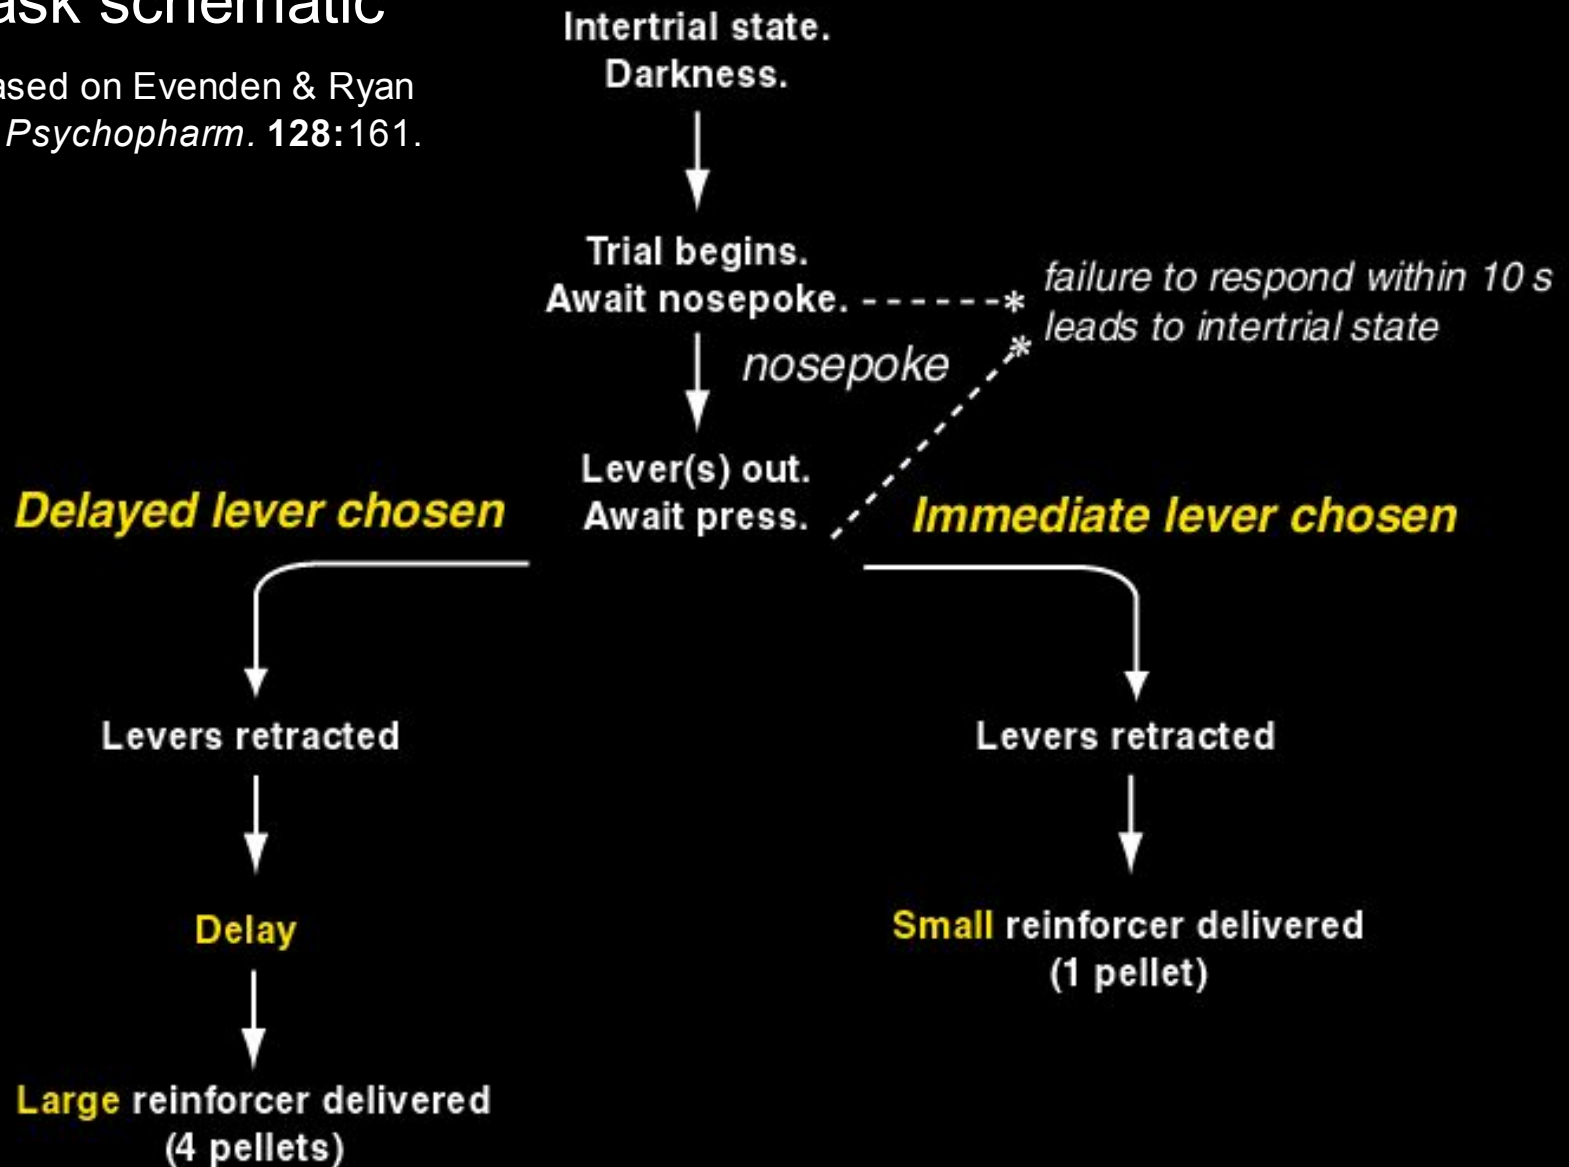 ask schematic
ased on Evenden & Ryan
Psychopharm. 128:161.
Intertrial state.
Darkness.
Trial begins.
Await nosepoke. ------*
failure to respond within 10 s
* leads to intertrial state
nosepoke
Lever(s) out.
Await press.
Delayed lever chosen
Immediate lever chosen
Levers retracted
Levers retracted
Delay
Small reinforcer delivered
(1 pellet)
Large reinforcer delivered
(4 pellets)